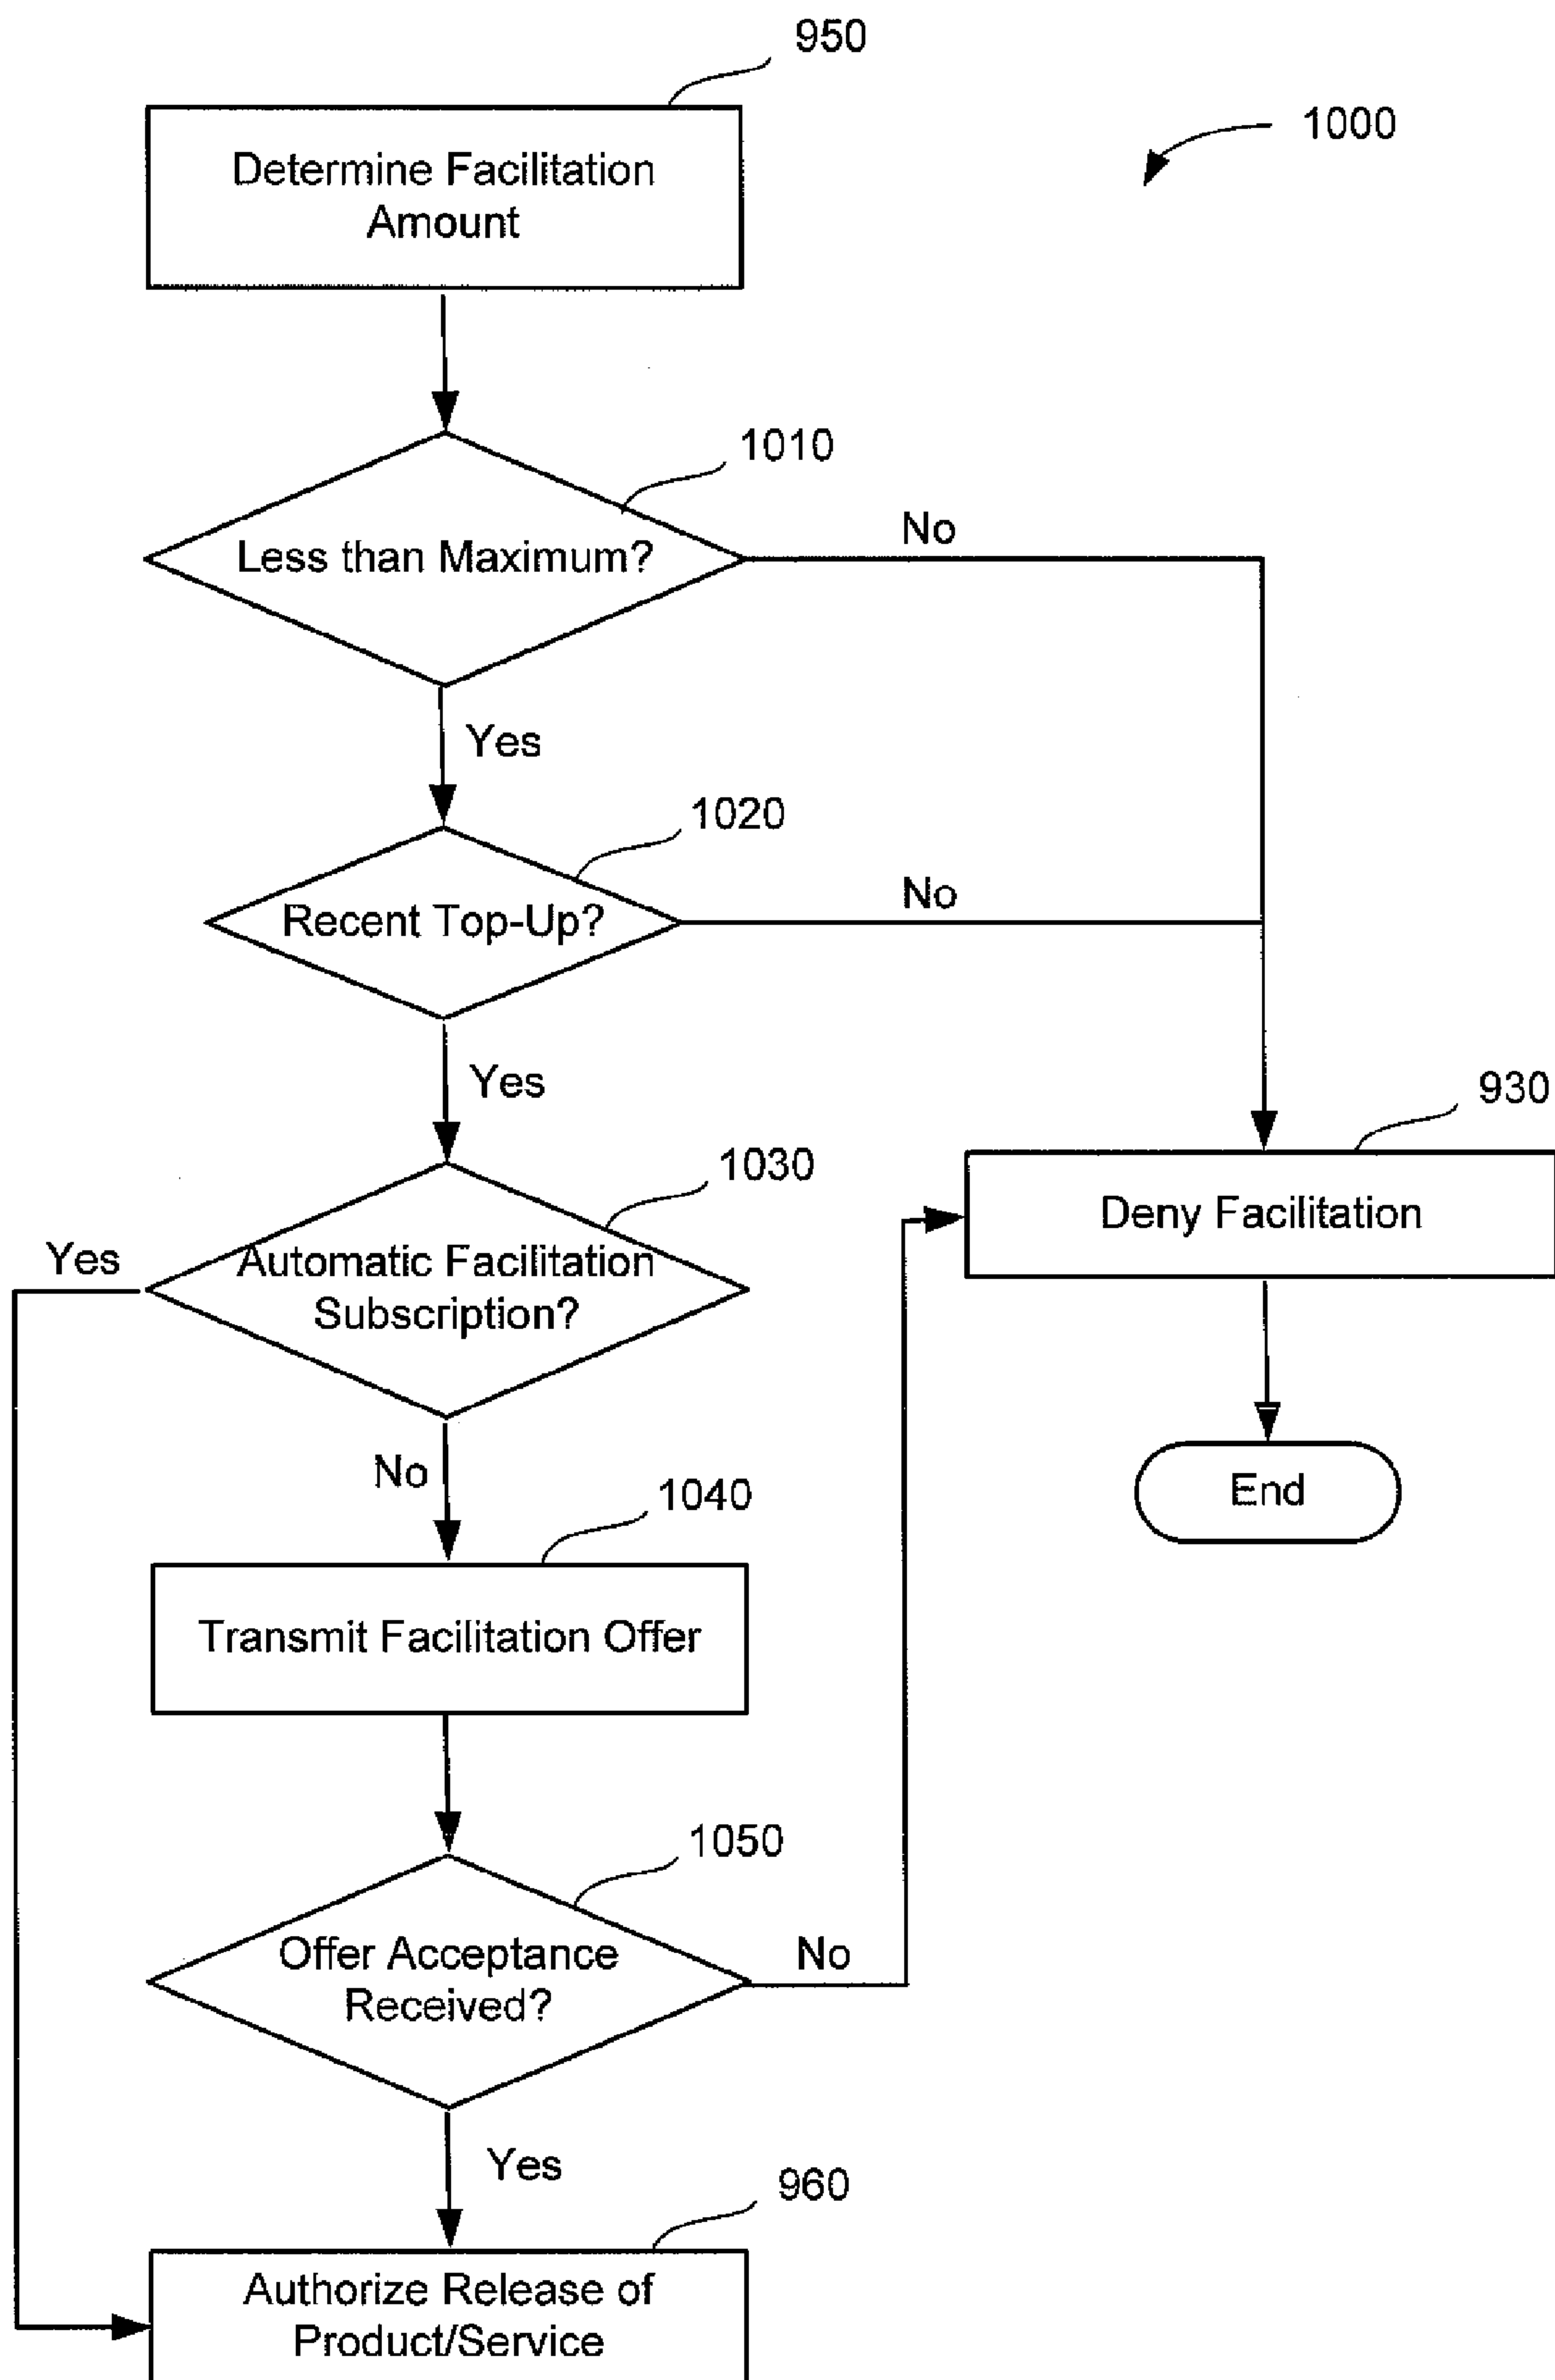 950
1000
Determine Facilitation
Amount
1010
Less than Maximum?
No
Yes
1020
Recent Top-Up?
No
Yes
930
Deny Facilitation
1030
Yes
Automatic Facilitation
Subscription?
No
End
1040
Transmit Facilitation Offer
1050
Offer Acceptance
Received?
No
Yes
960
Authorize Release of
Product/Service